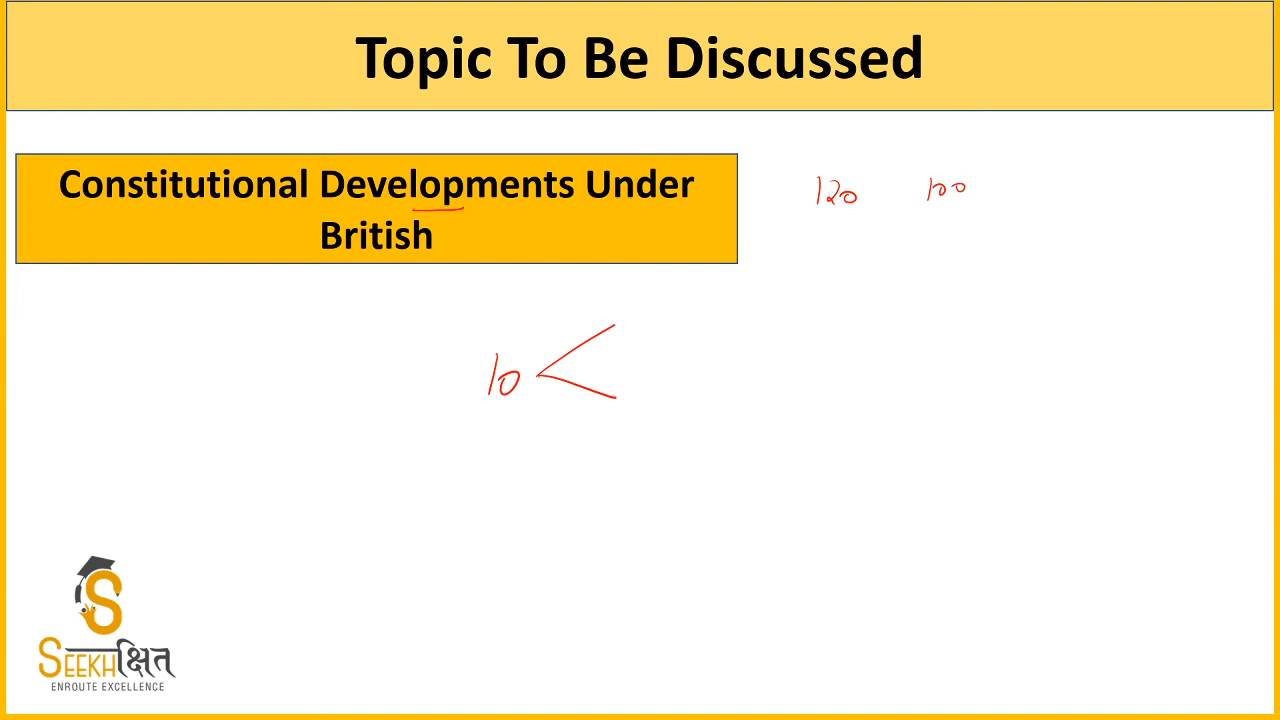 Topic To Be Discussed
Constitutional Developments Under
British
120 100
10
SEEKHक्षित
ENROUTE EXCELLENCE